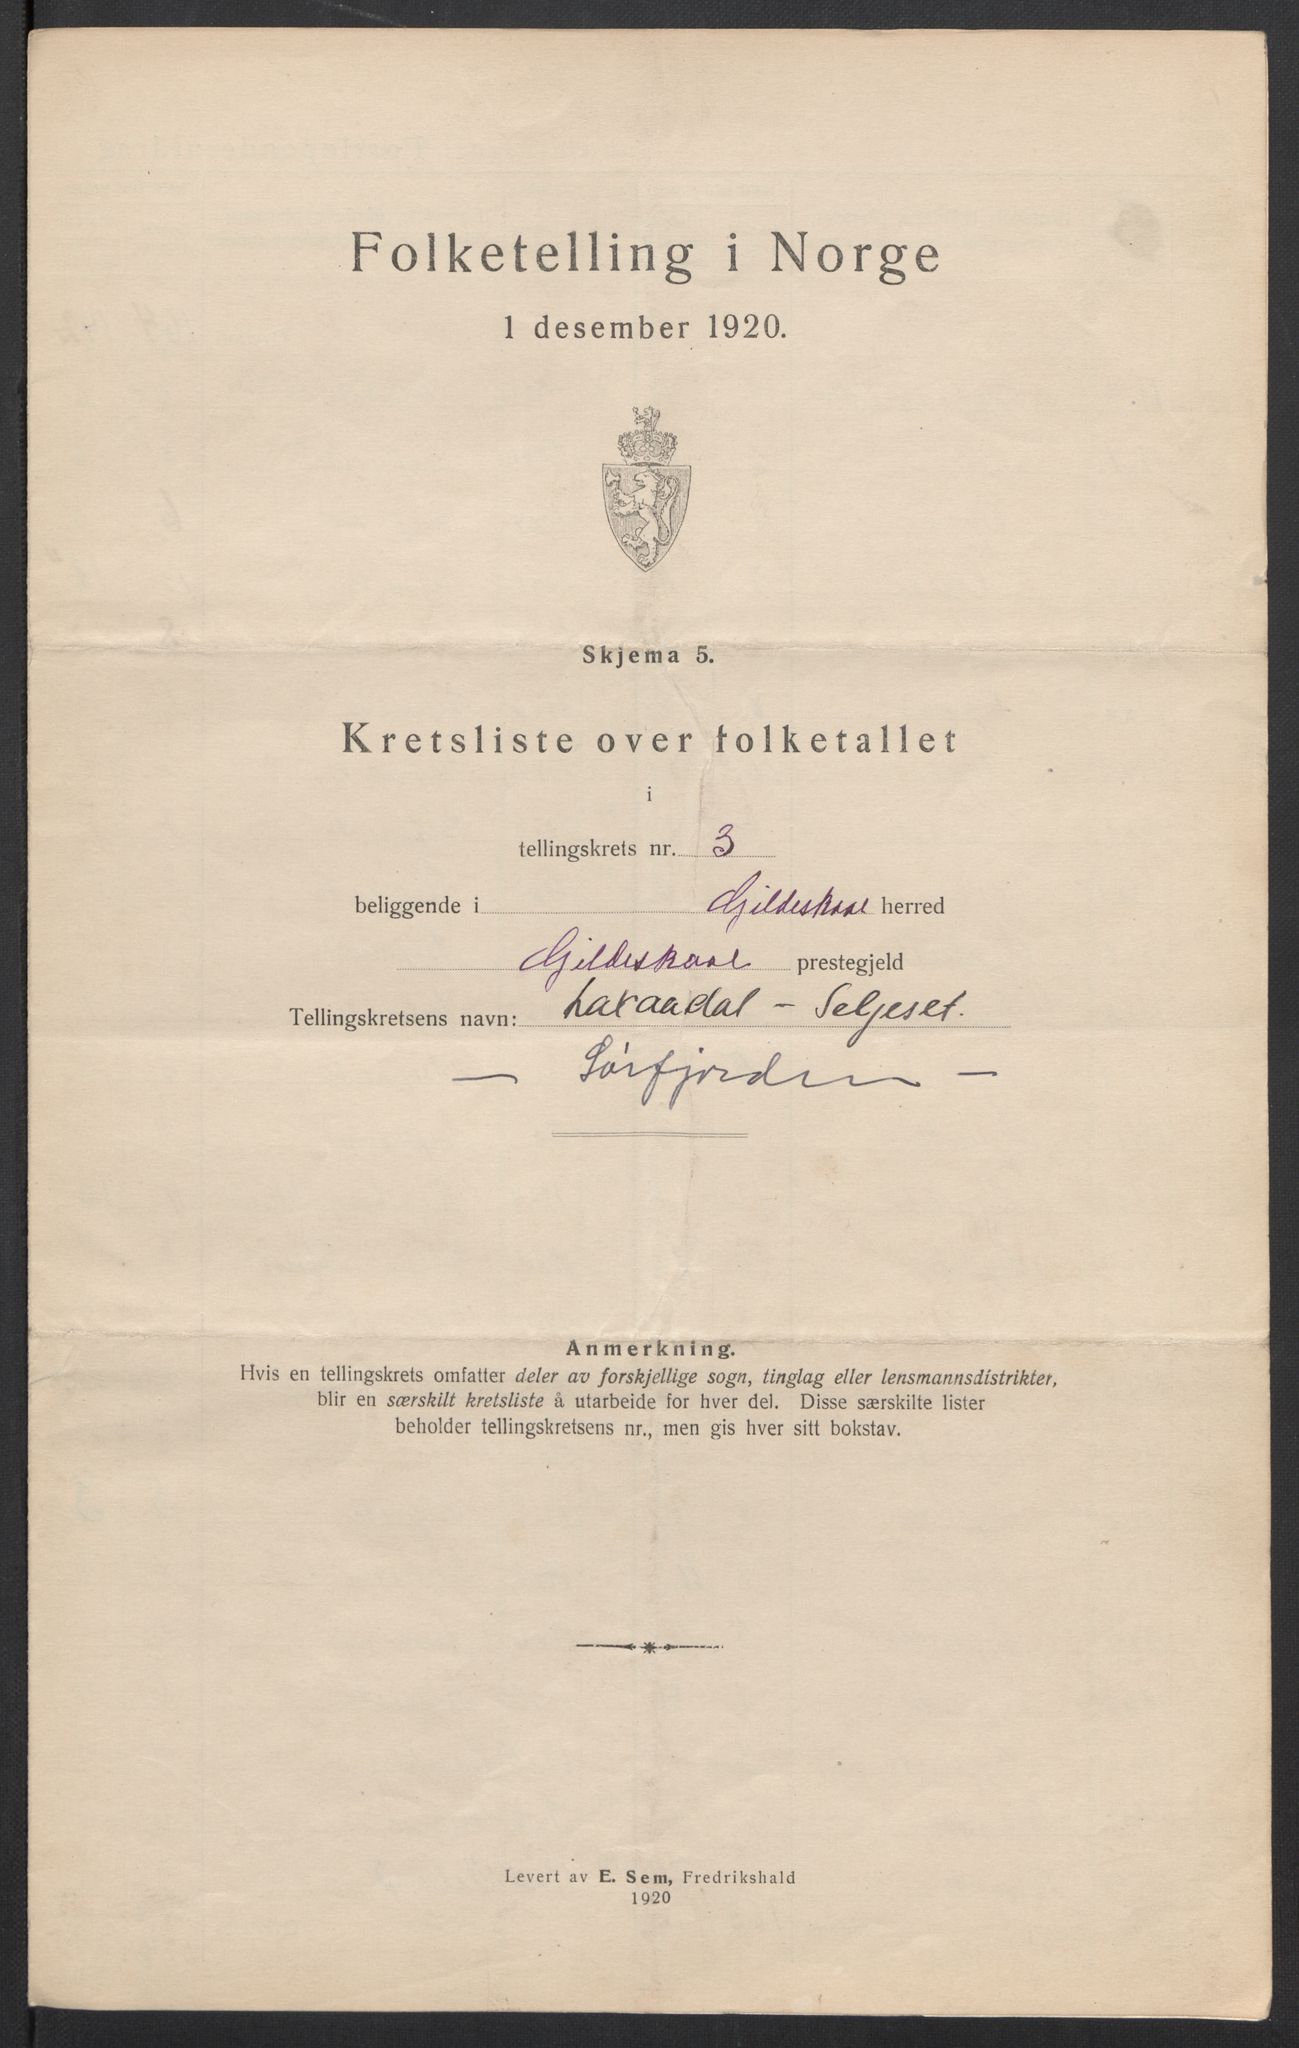 Folketelling i Norge
1 desember 1920.
Skjema 5.
Kretsliste over folketallet
i
tellingskrets nr. 3
beliggende i Gildeskaal herred
Gildeskaal prestegjeld
Tellingskretsens navn: Laxaadal – Seljeset.
— Sörfjorden —
Anmerkning.
Hvis en tellingskrets omfatter deler av forskjellige sogn, tinglag eller lensmannsdistrikter,
blir en særskilt kretsliste å utarbeide for hver del. Disse særskilte lister
beholder tellingskretsens nr., men gis hver sitt bokstav.
Levert av E. Sem, Fredrikshald
1920